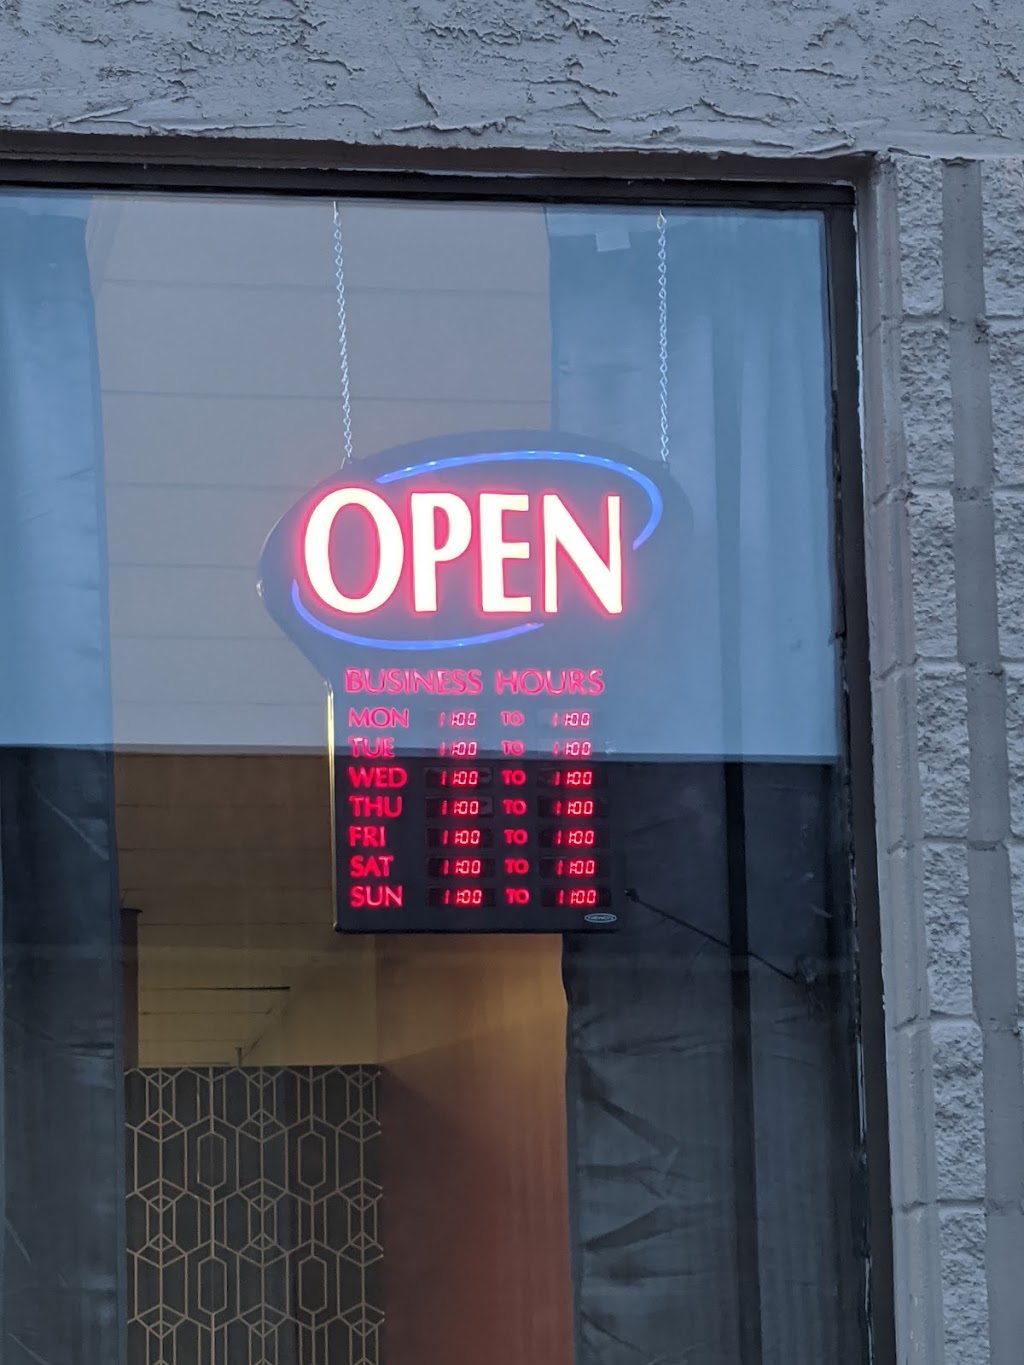 OPEN
BUSINESS HOURS
MON 11:00 TO 11:00
TUE 11:00 TO 11:00
WED 11:00 TO 11:00
THU 11:00 TO 11:00
FRI 11:00 TO 11:00
SAT 11:00 TO 11:00
SUN 11:00 TO 11:00